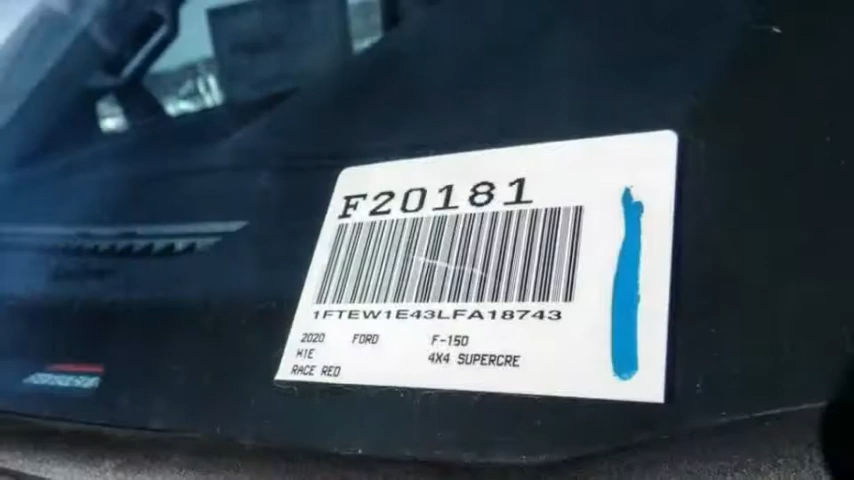 F20181
1FTEW1E43LFA18743
2020 FORD F-150
W1E 4X4 SUPERCRE
RACE RED